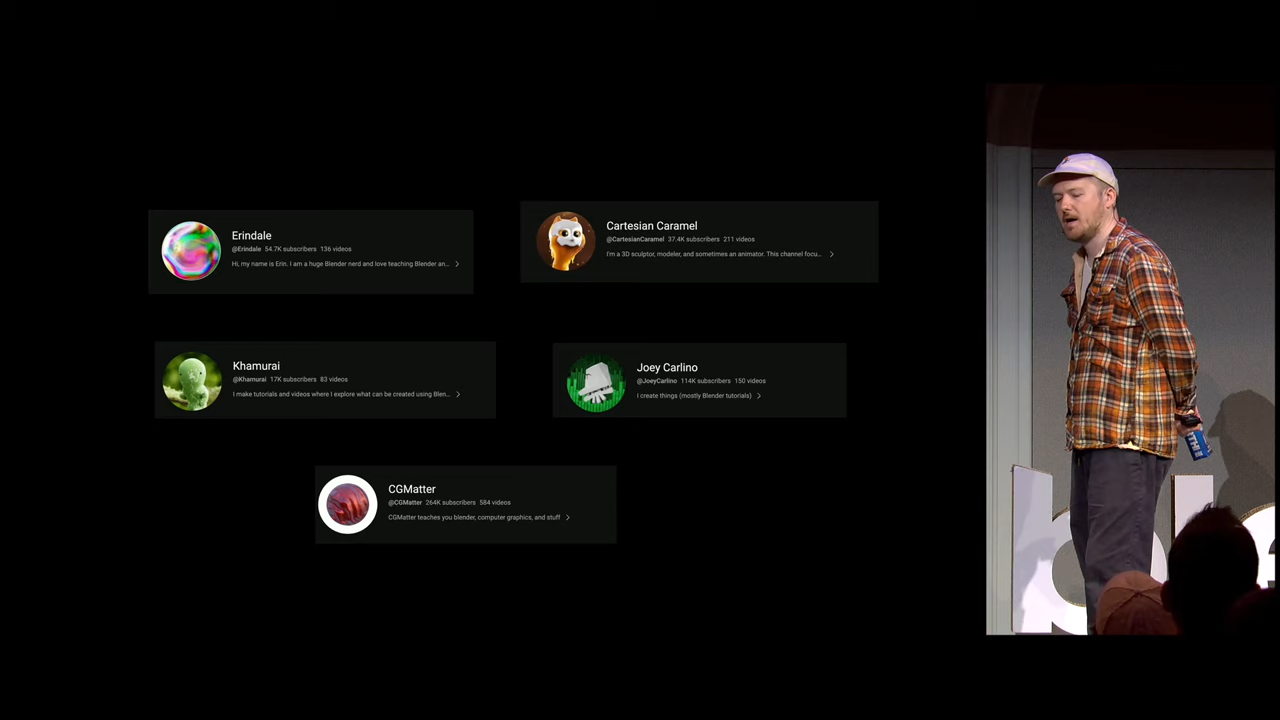 Erindale
@Erindale 54.7K subscribers 136 videos
Hi, my name is Erin. I am a huge Blender nerd and love teaching Blender an...
Cartesian Caramel
@CartesianCaramel 37.4K subscribers 211 videos
I'm a 3D sculptor, modeler, and sometimes an animator. This channel focu...
Khamurai
@Khamurai 17K subscribers 83 videos
I make tutorials and videos where I explore what can be created using Blen...
Joey Carlino
@JoeyCarlino 114K subscribers 150 videos
I create things (mostly Blender tutorials)
CGMatter
@CGMatter 264K subscribers 584 videos
CGMatter teaches you blender, computer graphics, and stuff
ble